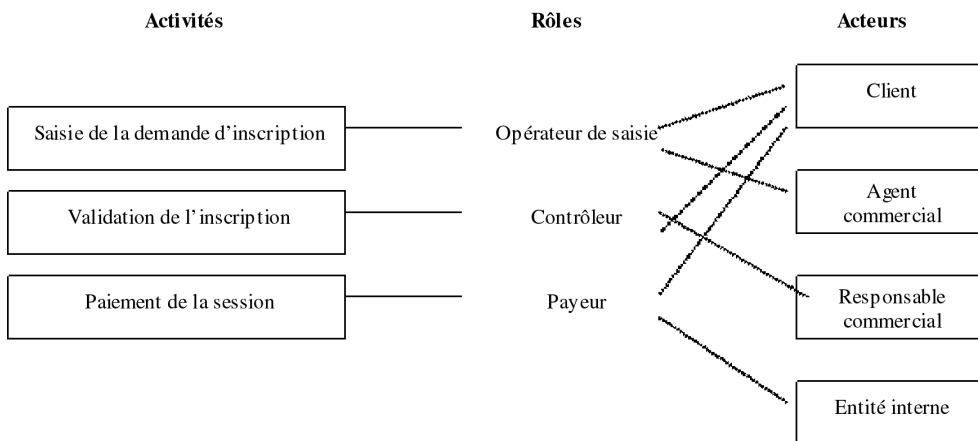 Activités
Rôles
Acteurs
Client
Saisie de la demande d'inscription
Opérateur de saisie
Agent
commercial
Validation de l'inscription
Contrôleur
Paiement de la session
Payeur
Responsable
commercial
Entité interne